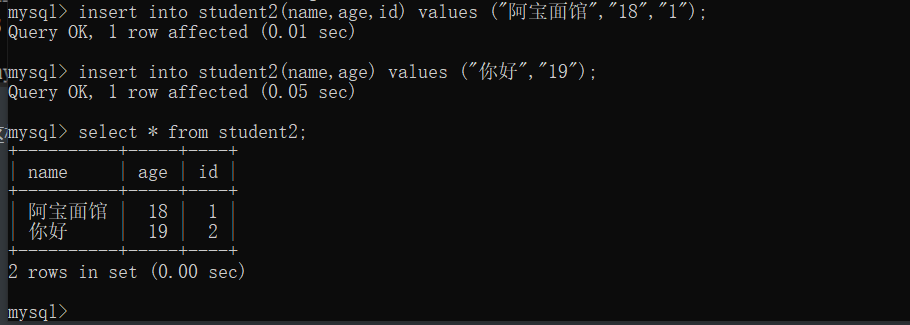 mysql> insert into student2(name,age,id) values ("阿宝面馆","18","1");
Query OK, 1 row affected (0.01 sec)
mysql> insert into student2(name,age) values ("你好","19");
Query OK, 1 row affected (0.05 sec)
mysql> select * from student2;
+----------+-----+----+
| name     | age | id |
+----------+-----+----+
| 阿宝面馆 |  18 |  1 |
| 你好     |  19 |  2 |
+----------+-----+----+
2 rows in set (0.00 sec)
mysql>